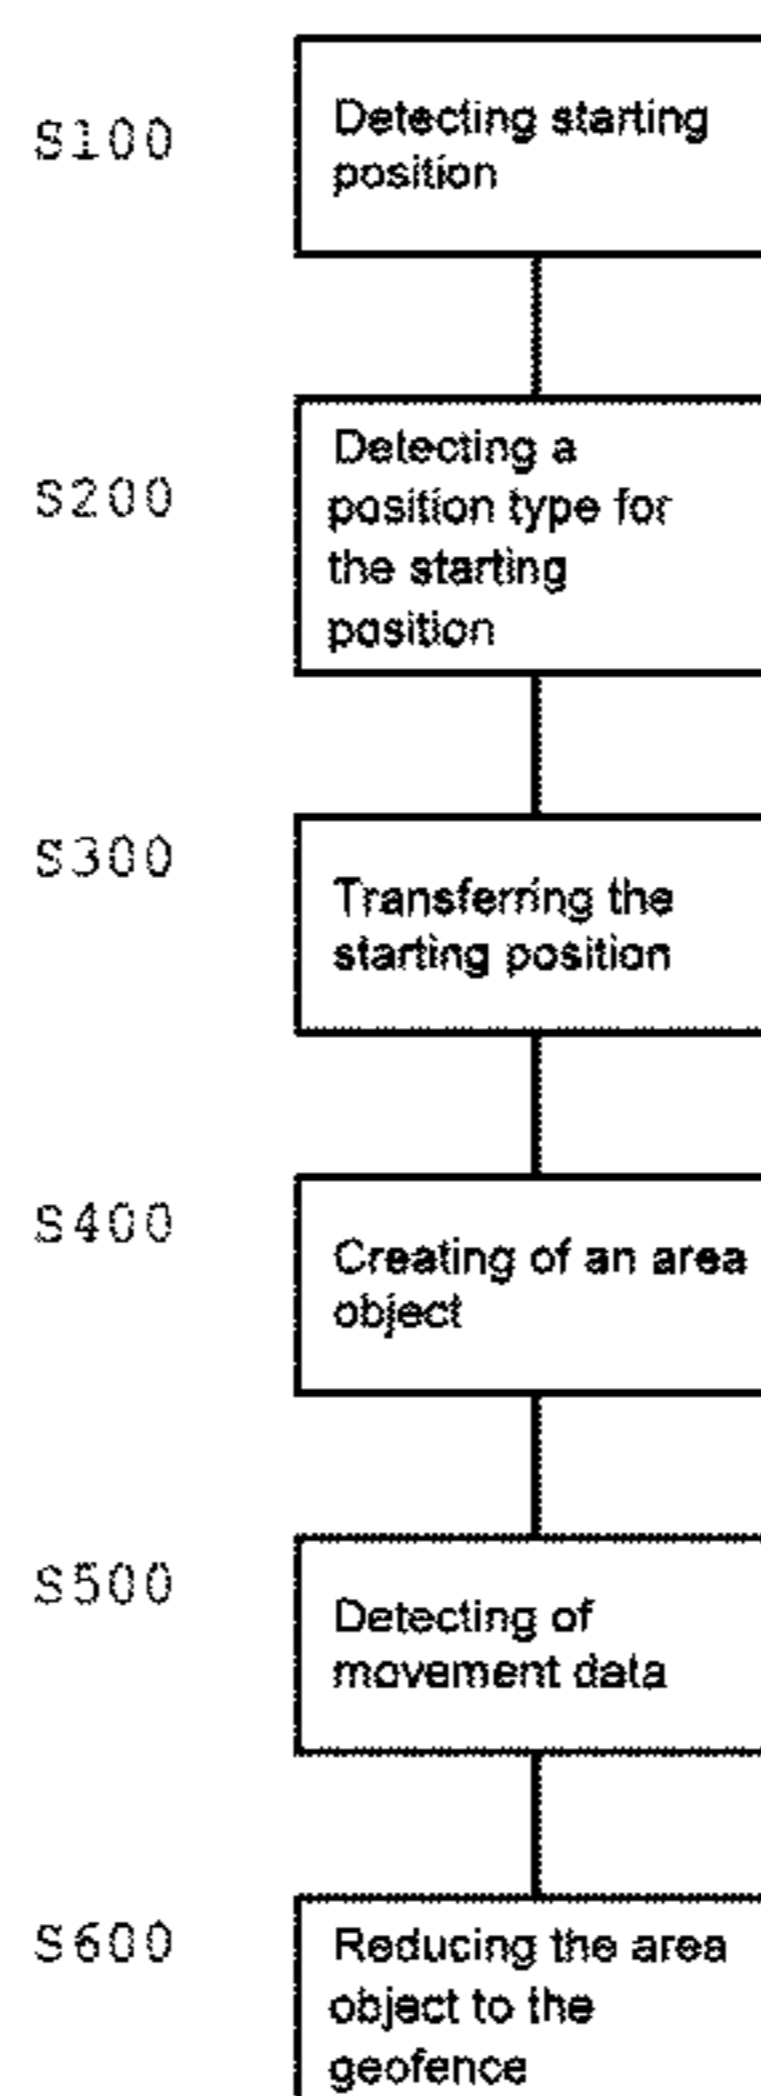 S100
Detecting starting
position
S200
Detecting a
position type for
the starting
position
S300
Transferring the
starting position
S400
Creating of an area
object
S500
Detecting of
movement data
S600
Reducing the area
object to the
geofence